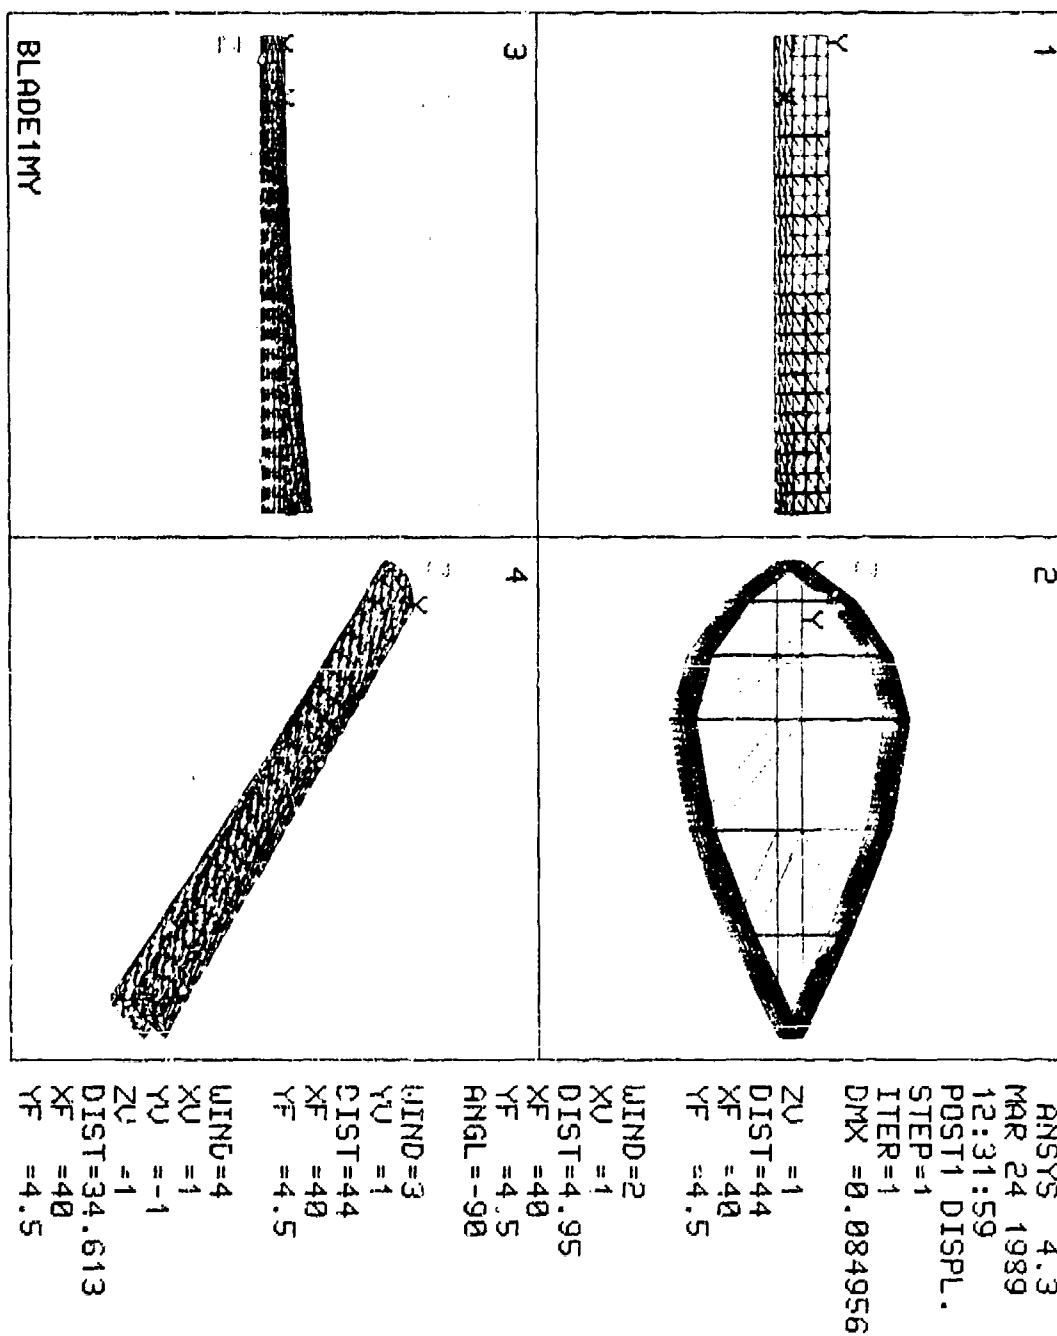 1
2
3
4
BLADE1MY
ANSYS 4.3
MAR 24 1989
12:31:59
POST1 DISPL.
STEP=1
ITER=1
DMX =0.084956
ZV =1
DIST=44
XF =40
YF =4.5
WIND=2
XV =1
DIST=4.95
XF =40
YF =4.5
ANGL=-90
WIND=3
YV =1
DIST=44
XF =40
YF =4.5
WIND=4
XV =1
YV =-1
ZV =1
DIST=34.613
XF =40
YF =4.5
Y
Y
Y
Y
Y